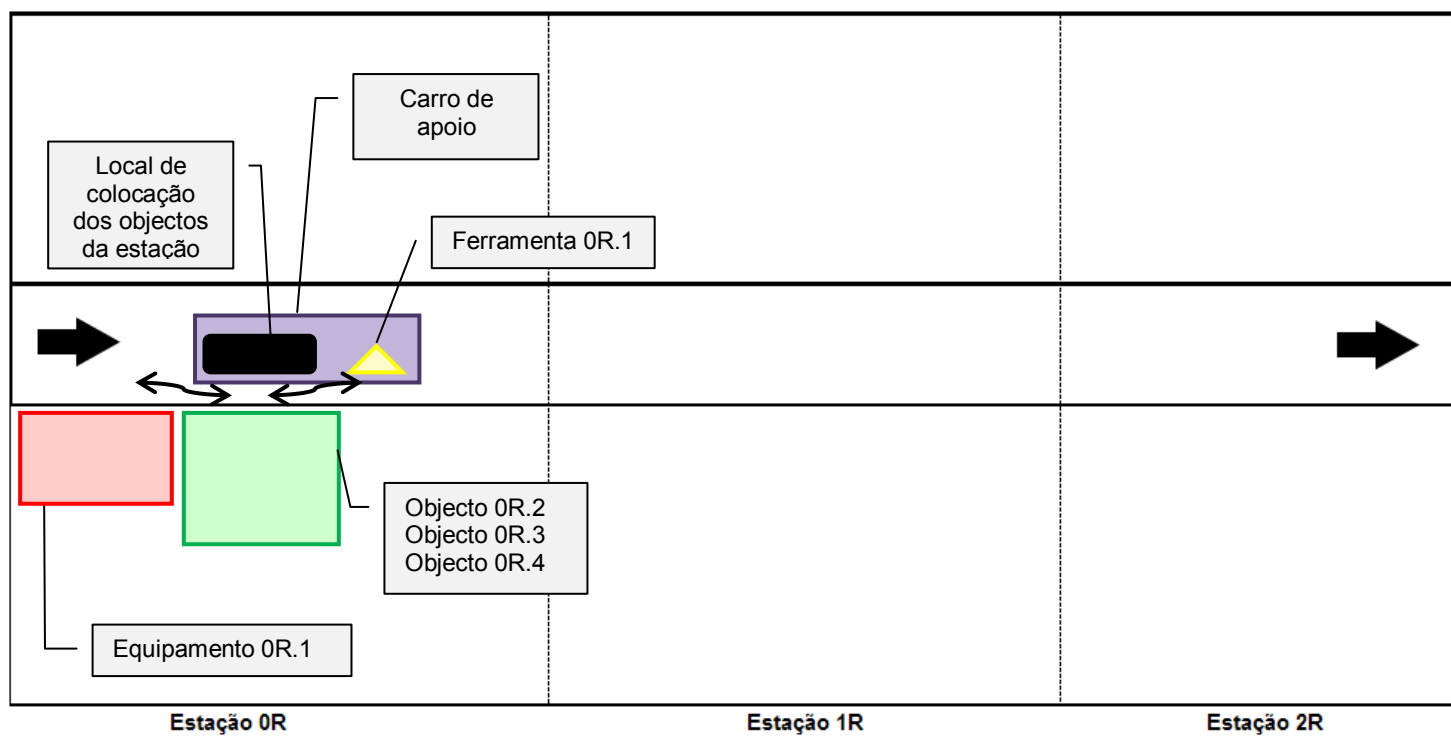 Carro de
apoio
Local de
colocação
dos objectos
da estação
Ferramenta 0R.1
Objecto 0R.2
Objecto 0R.3
Objecto 0R.4
Equipamento 0R.1
Estação 0R
Estação 1R
Estação 2R